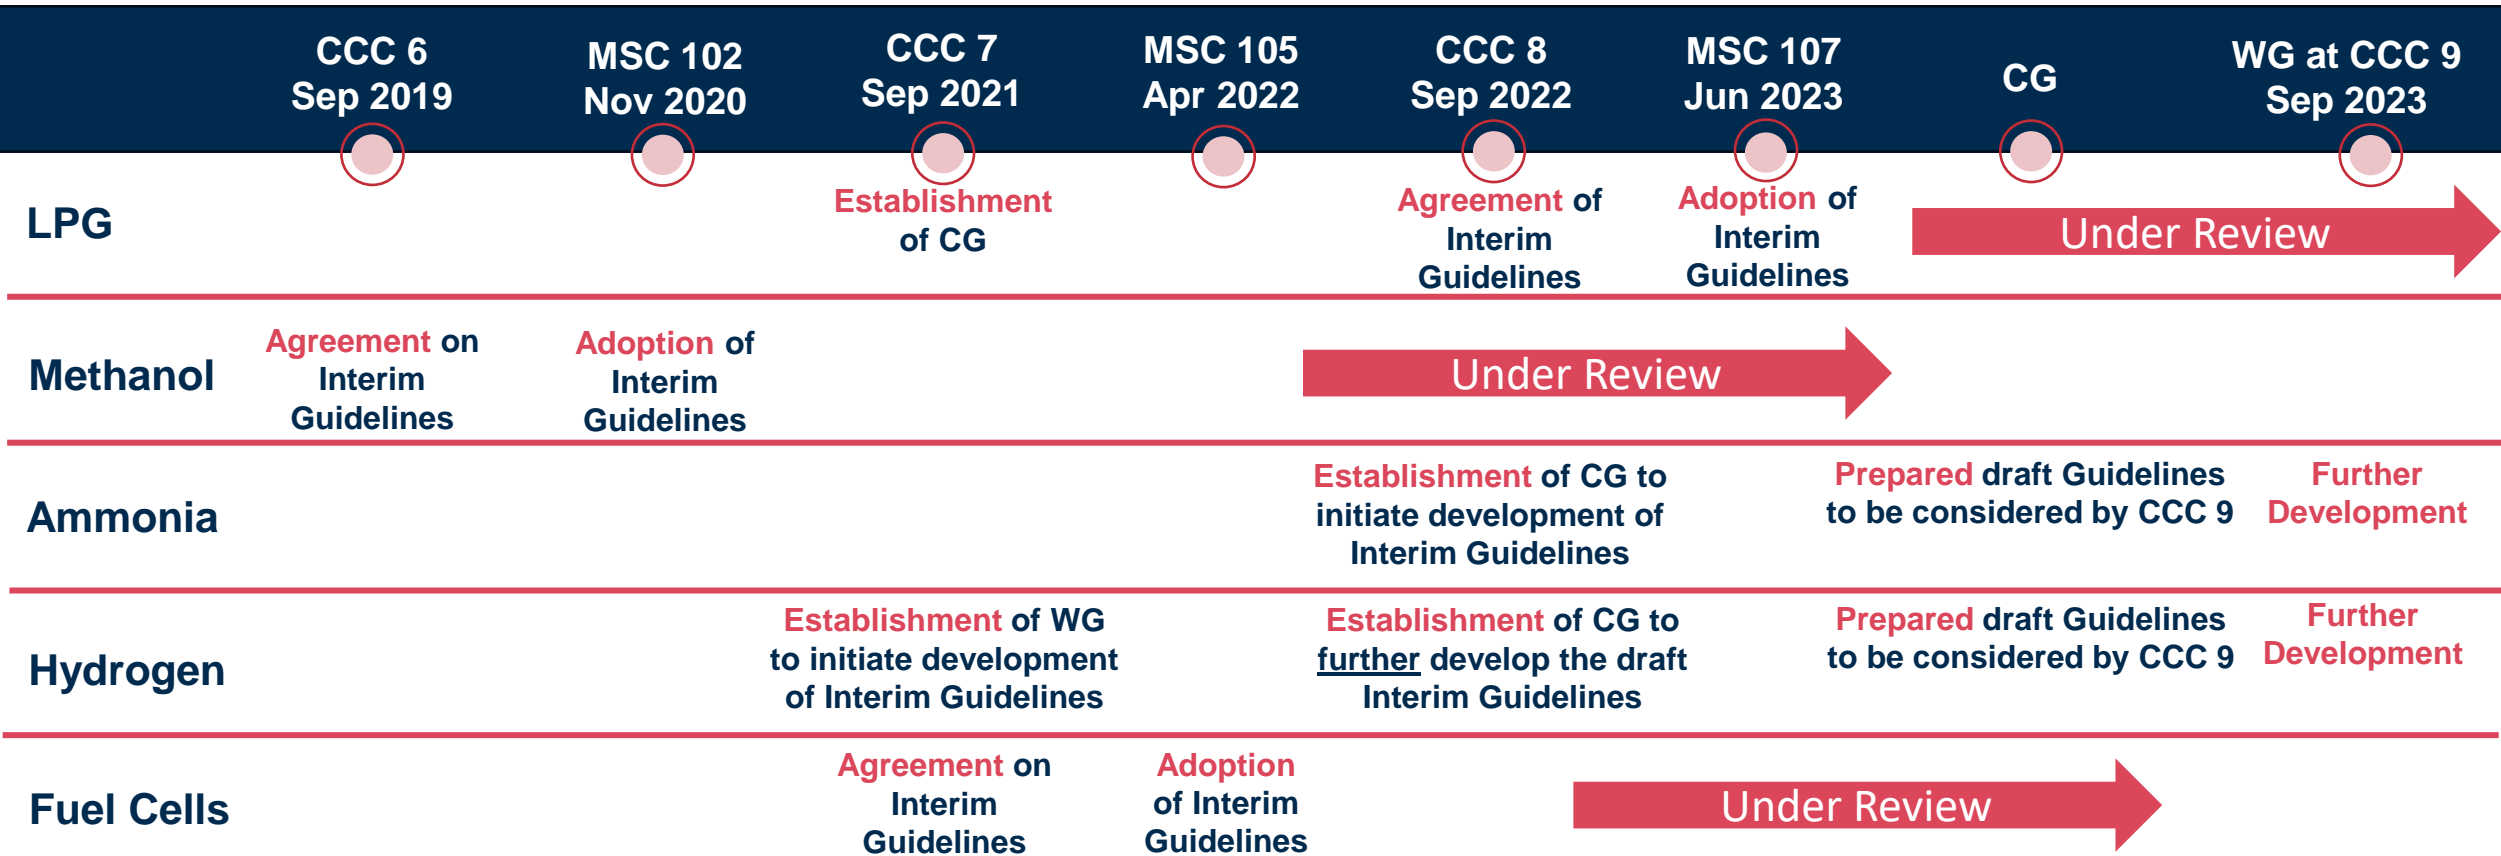 CCC 6
Sep 2019
MSC 102
Nov 2020
CCC 7
Sep 2021
MSC 105
Apr 2022
CCC 8
Sep 2022
MSC 107
Jun 2023
CG
WG at CCC 9
Sep 2023
LPG
Establishment
of CG
Agreement of
Interim
Guidelines
Adoption of
Interim
Guidelines
Under Review
Methanol
Agreement on
Interim
Guidelines
Adoption of
Interim
Guidelines
Under Review
Ammonia
Establishment of CG to
initiate development of
Interim Guidelines
Prepared draft Guidelines
to be considered by CCC 9
Further
Development
Hydrogen
Establishment of WG
to initiate development
of Interim Guidelines
Establishment of CG to
further develop the draft
Interim Guidelines
Prepared draft Guidelines
to be considered by CCC 9
Further
Development
Fuel Cells
Agreement on
Interim
Guidelines
Adoption
of Interim
Guidelines
Under Review